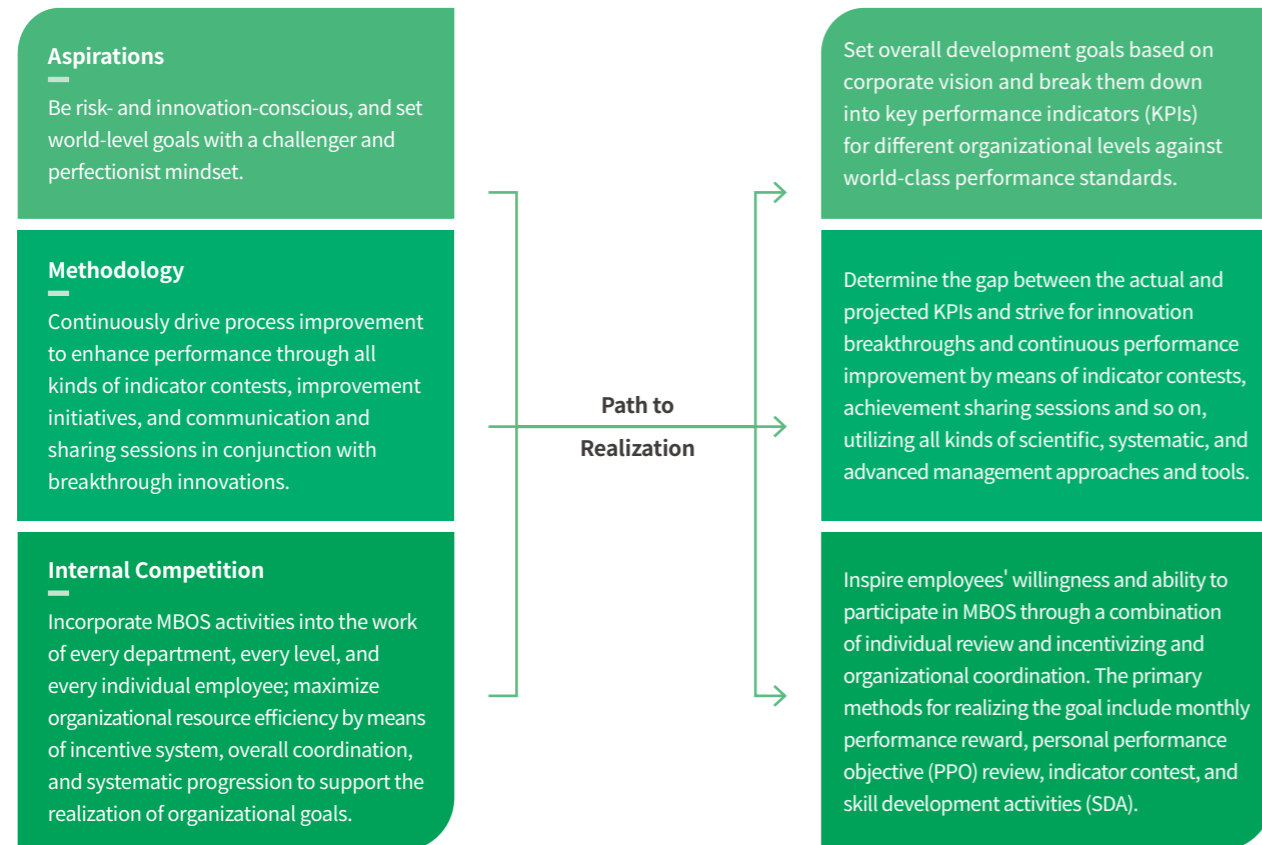 Aspirations
Be risk- and innovation-conscious, and set
world-level goals with a challenger and
perfectionist mindset.
Methodology
Continuously drive process improvement
to enhance performance through all
kinds of indicator contests, improvement
initiatives, and communication and
sharing sessions in conjunction with
breakthrough innovations.
Internal Competition
Incorporate MBOS activities into the work
of every department, every level, and
every individual employee; maximize
organizational resource efficiency by means
of incentive system, overall coordination,
and systematic progression to support the
realization of organizational goals.
Path to
Realization
Set overall development goals based on
corporate vision and break them down
into key performance indicators (KPIs)
for different organizational levels against
world-class performance standards.
Determine the gap between the actual and
projected KPIs and strive for innovation
breakthroughs and continuous performance
improvement by means of indicator contests,
achievement sharing sessions and so on,
utilizing all kinds of scientific, systematic, and
advanced management approaches and tools.
Inspire employees' willingness and ability to
participate in MBOS through a combination
of individual review and incentivizing and
organizational coordination. The primary
methods for realizing the goal include monthly
performance reward, personal performance
objective (PPO) review, indicator contest, and
skill development activities (SDA).